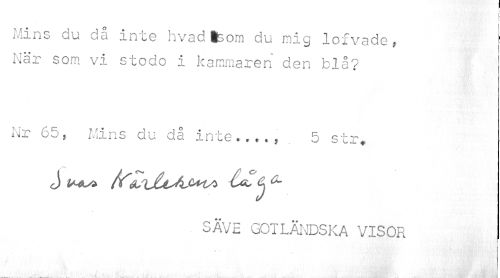 Mins du då inte hvad som du mig lofvade,
När som vi stodo i kammaren den blå?
Nr 65, Mins du då inte...., 5 str.
Svas Kärlekens låga
SÄVE GOTLÄNDSKA VISOR